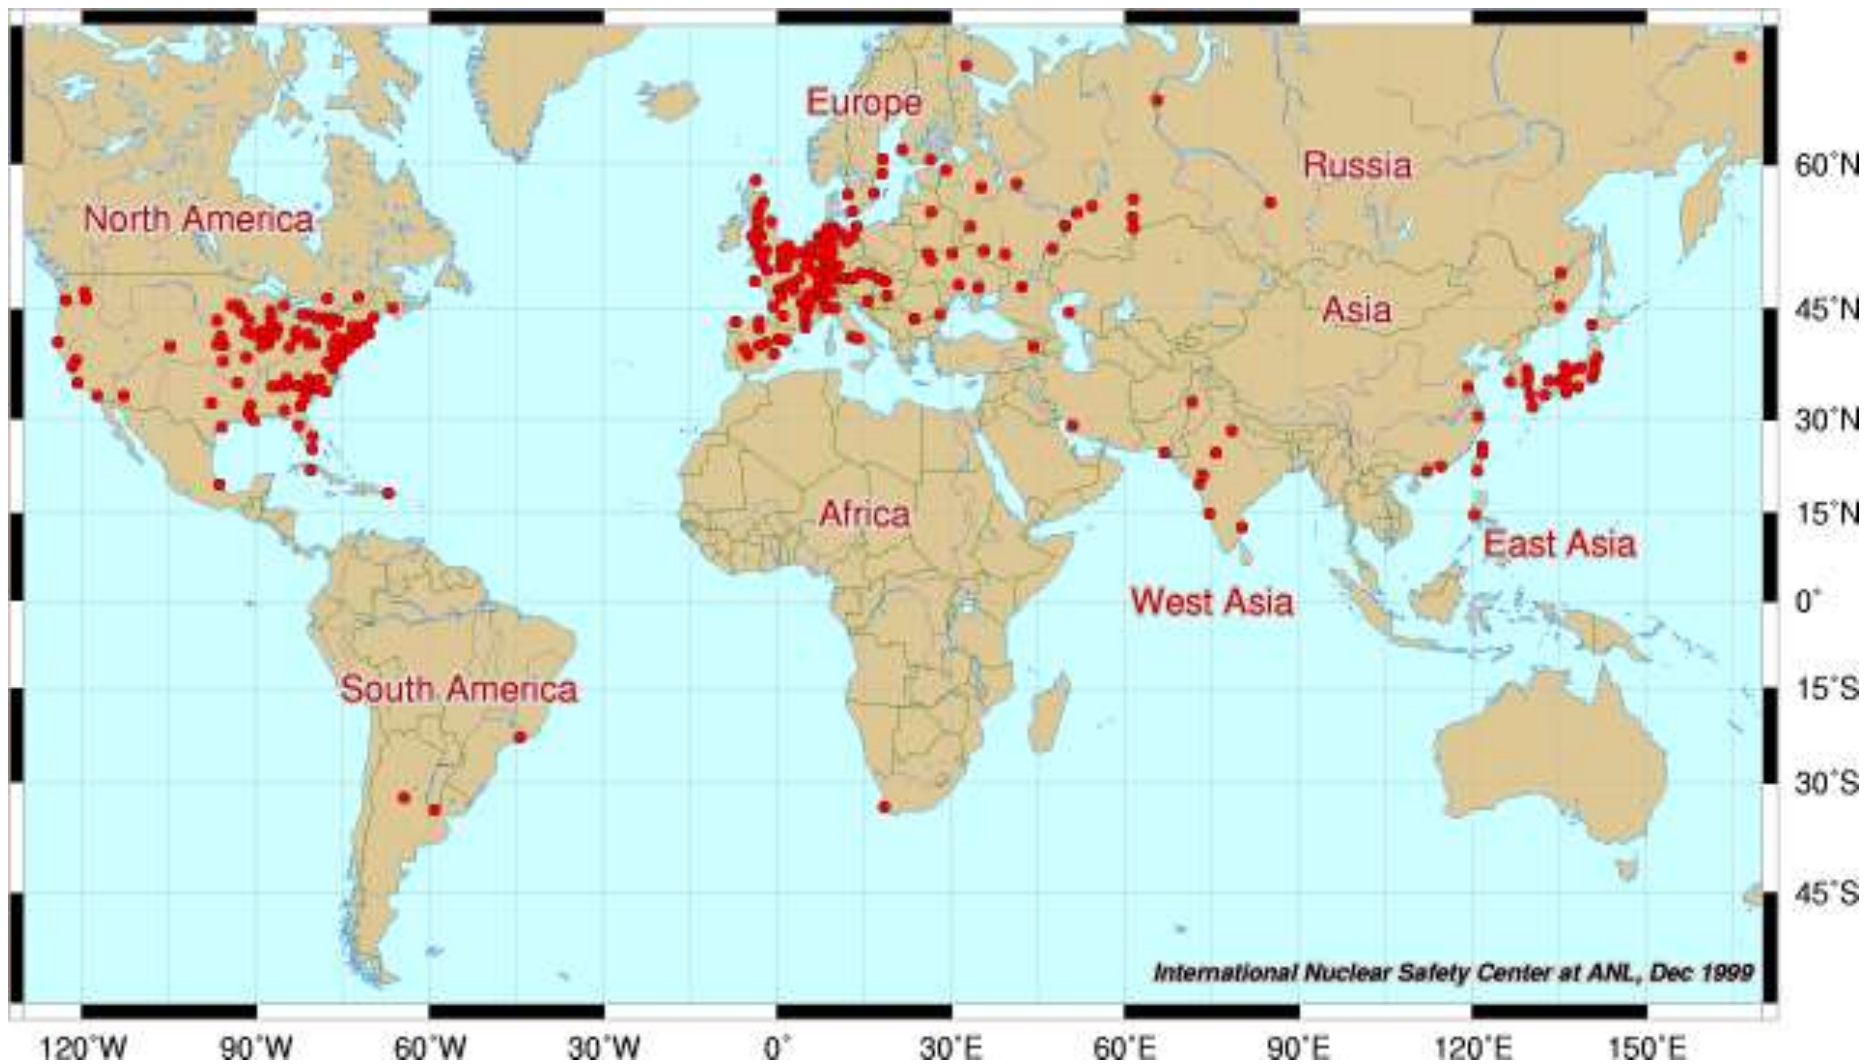 Europe
Russia
North America
Asia
Africa
East Asia
West Asia
South America
60˚N
45˚N
30˚N
15˚N
0˚
15˚S
30˚S
45˚S
International Nuclear Safety Center at ANL, Dec 1999
120˚W 90˚W 60˚W 30˚W 0˚ 30˚E 60˚E 90˚E 120˚E 150˚E